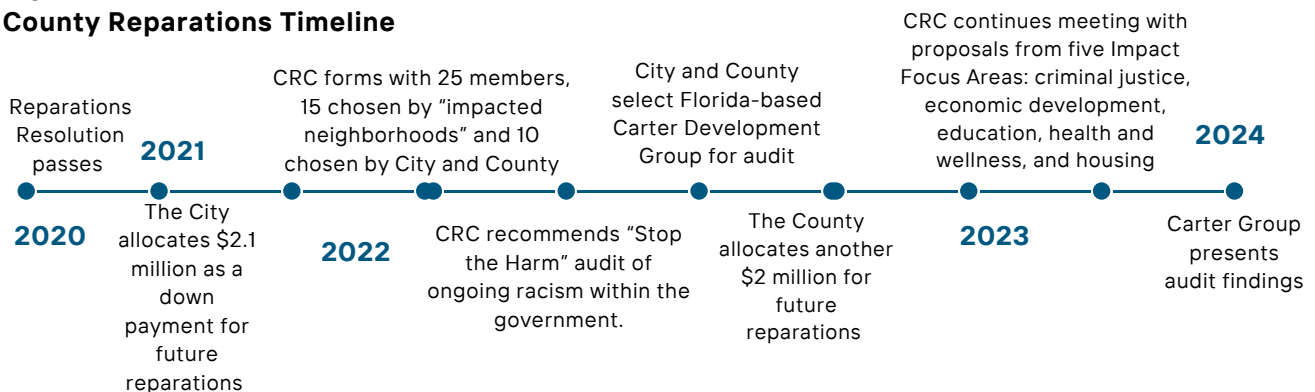 County Reparations Timeline
Reparations
Resolution
passes
2020
2021
The City
allocates $2.1
million as a
down
payment for
future
reparations
CRC forms with 25 members,
15 chosen by “impacted
neighborhoods” and 10
chosen by City and County
2022
CRC recommends “Stop
the Harm” audit of
ongoing racism within the
government.
City and County
select Florida-based
Carter Development
Group for audit
The County
allocates another
$2 million for
future
reparations
CRC continues meeting with
proposals from five Impact
Focus Areas: criminal justice,
economic development,
education, health and
wellness, and housing
2023
2024
Carter Group
presents
audit findings